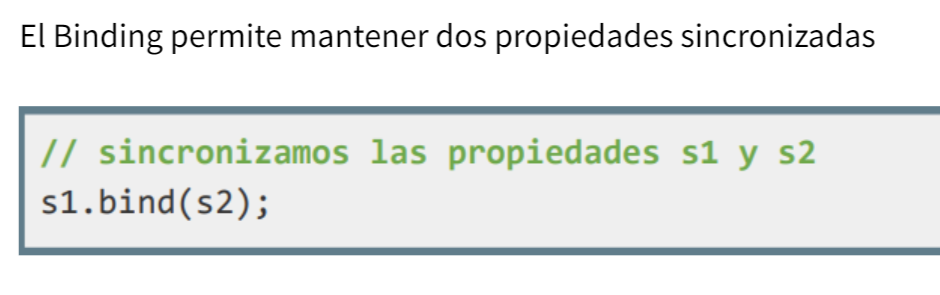 El Binding permite mantener dos propiedades sincronizadas
// sincronizamos las propiedades s1 y s2
s1.bind(s2);